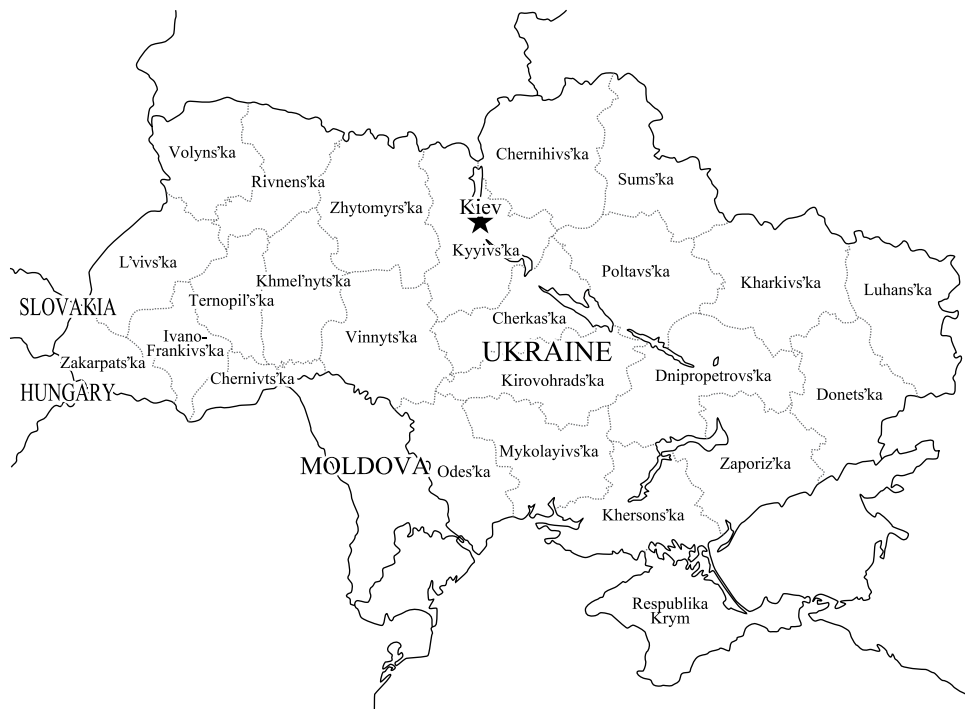 Volyns'ka
Rivnens'ka
Zhytomyrs'ka
Chernihivs'ka
Sums'ka
Kiev
Kyyivs'ka
L'vivs'ka
Ternopil's'ka
Khmel'nyts'ka
Poltavs'ka
Kharkivs'ka
Luhans'ka
SLOVAKIA
Cherkas'ka
Ivano-
Frankivs'ka
Vinnyts'ka
UKRAINE
Zakarpats'ka
Chernivts'ka
Kirovohrads'ka
Dnipropetrovs'ka
HUNGARY
Donets'ka
MOLDOVA
Odes'ka
Mykolayivs'ka
Zaporiz'ka
Khersons'ka
Respublika
Krym